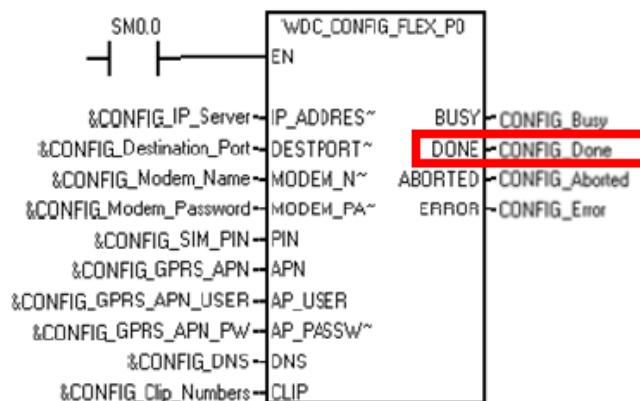 SM0.0 WDC_CONFIG_FLEX_P0
EN
&CONFIG_IP_Server IP_ADDRES~ BUSY CONFIG_Busy
&CONFIG_Destination_Port DESTPORT~ DONE CONFIG_Done
&CONFIG_Modem_Name MODEM_N~ ABORTED CONFIG_Aborted
&CONFIG_Modem_Password MODEM_PA~ ERROR CONFIG_Error
&CONFIG_SIM_PIN PIN
&CONFIG_GPRS_APN APN
&CONFIG_GPRS_APN_USER AP_USER
&CONFIG_GPRS_APN_PW AP_PASSW~
&CONFIG_DNS DNS
&CONFIG_Clip_Numbers CLIP